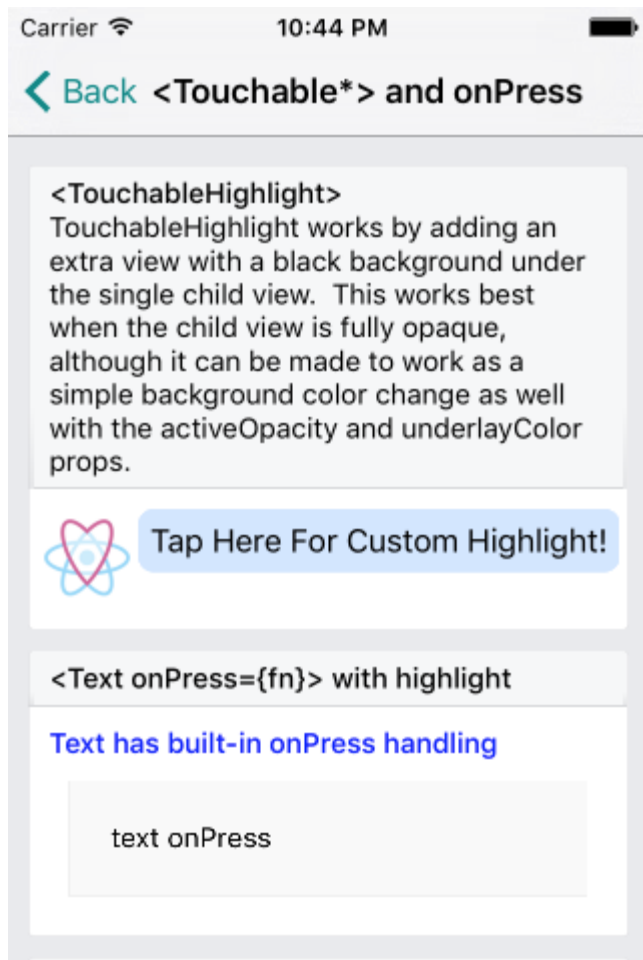 Carrier 10:44 PM
Back <Touchable*> and onPress
<TouchableHighlight>
TouchableHighlight works by adding an
extra view with a black background under
the single child view.  This works best
when the child view is fully opaque,
although it can be made to work as a
simple background color change as well
with the activeOpacity and underlayColor
props.
Tap Here For Custom Highlight!
<Text onPress={fn}> with highlight
Text has built-in onPress handling
text onPress